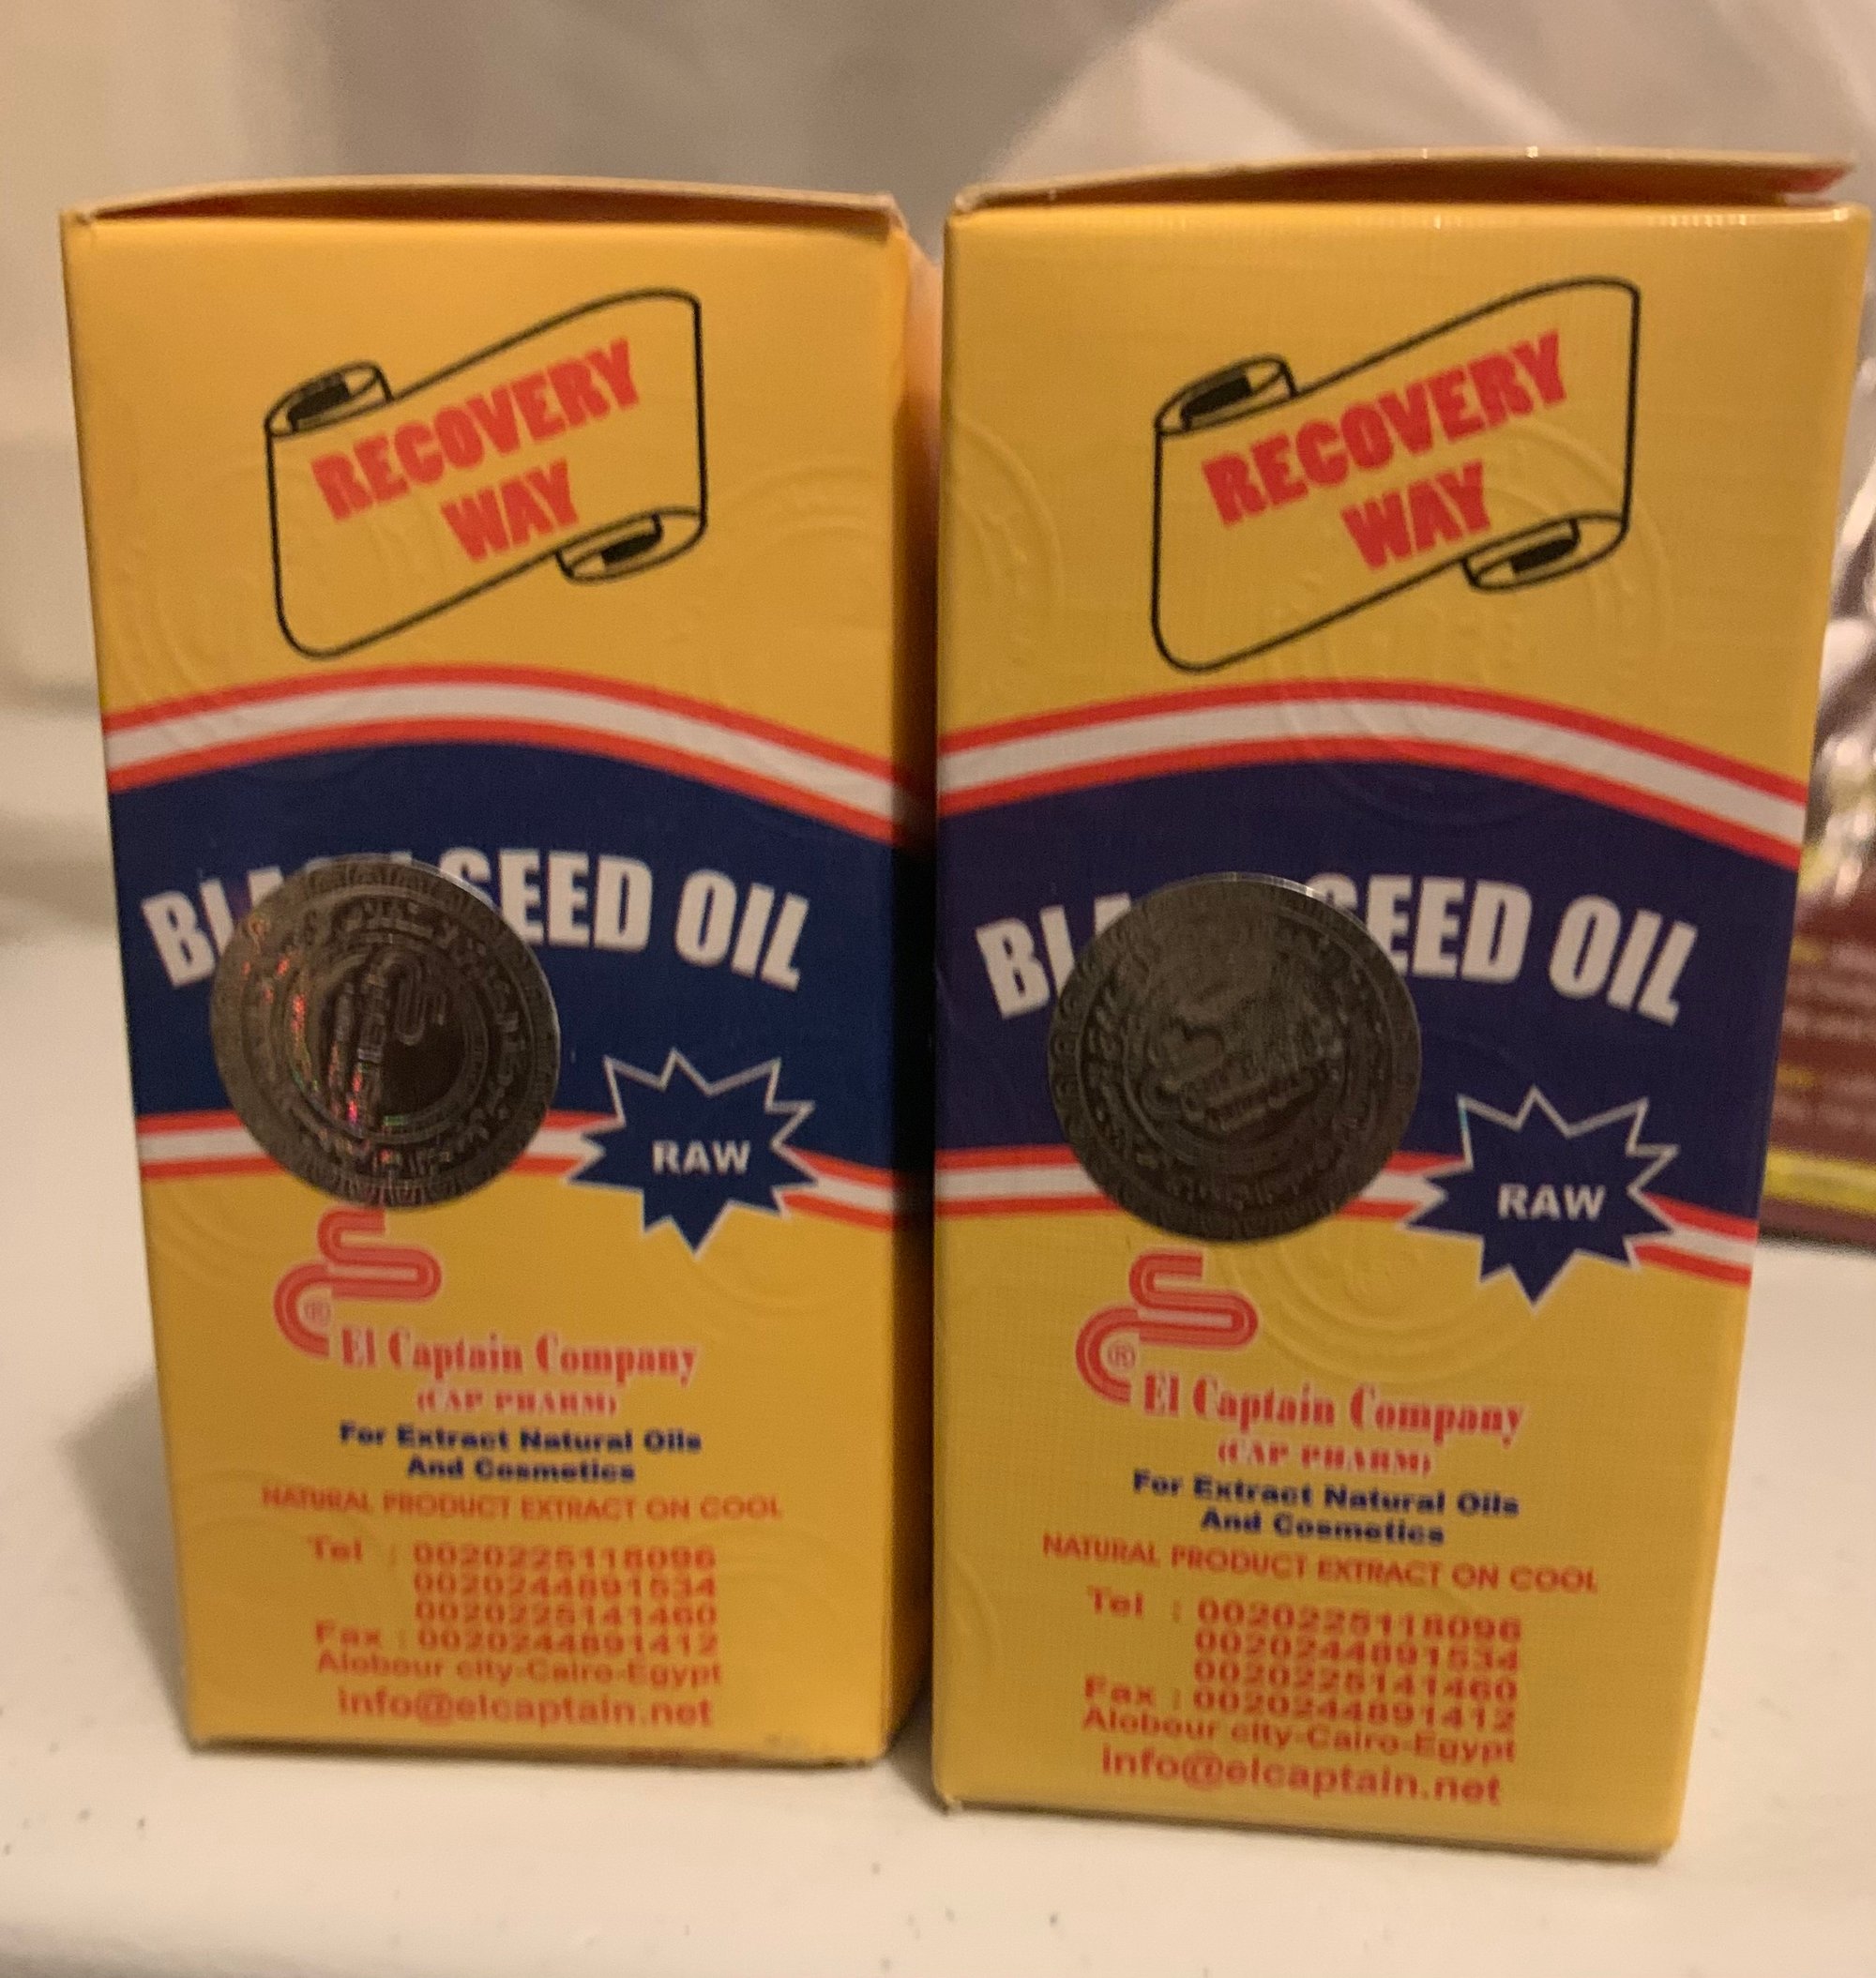 RECOVERY
WAY
SEED OIL
RAW
®
El Captain Company
(CAP PHARM)
For Extract Natural Oils
And Cosmetics
NATURAL PRODUCT EXTRACT ON COOL
Tel : 0020225118096
0020244891534
0020225141460
Fax : 0020244891412
Alobour city-Cairo-Egypt
info@elcaptain.net
RECOVERY
WAY
SEED OIL
RAW
®
El Captain Company
(CAP PHARM)
For Extract Natural Oils
And Cosmetics
NATURAL PRODUCT EXTRACT ON COOL
Tel : 0020225118096
0020244891534
0020225141460
Fax : 0020244891412
Alobour city-Cairo-Egypt
info@elcaptain.net